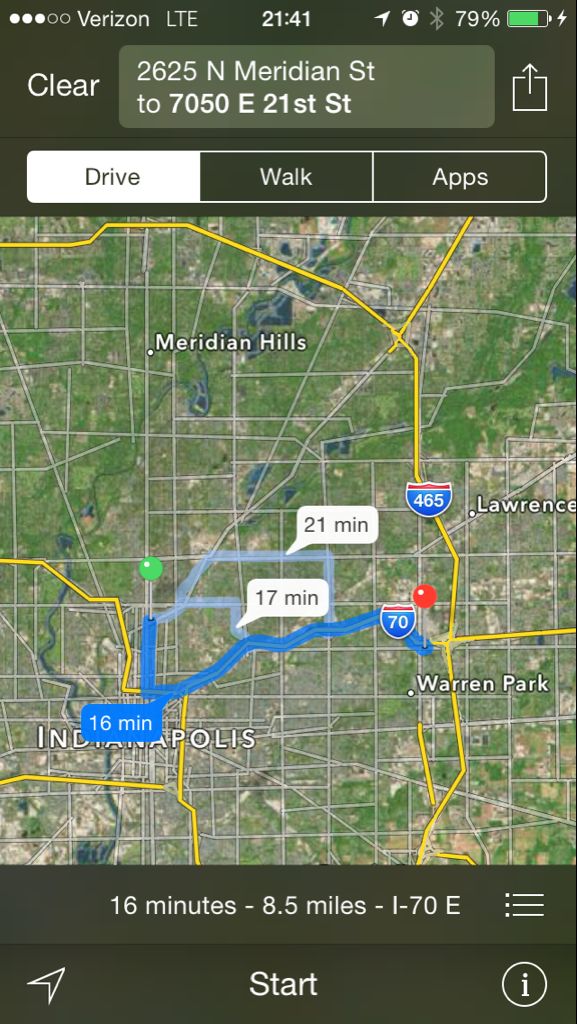 Verizon LTE 21:41 79%
Clear
2625 N Meridian St
to 7050 E 21st St
Drive Walk Apps
Meridian Hills
465
Lawrence
21 min
17 min
70
Warren Park
16 min
INDIANAPOLIS
16 minutes - 8.5 miles - I-70 E
Start